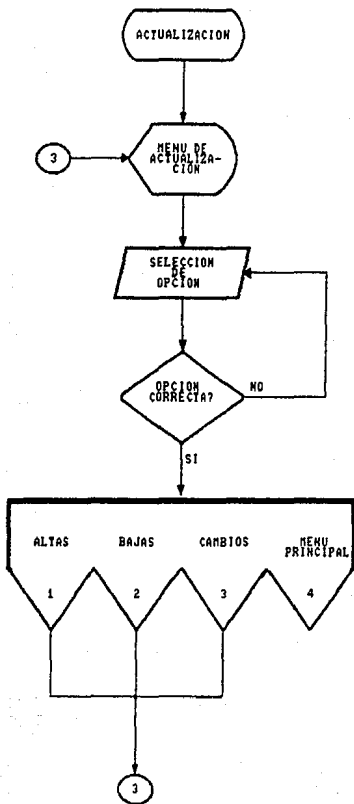 ACTUALIZACION
3
MENU DE
ACTUALIZA-
CION
SELECCION
DE
OPCION
OPCION
CORRECTA?
NO
SI
ALTAS
BAJAS
CAMBIOS
MENU
PRINCIPAL
1
2
3
4
3